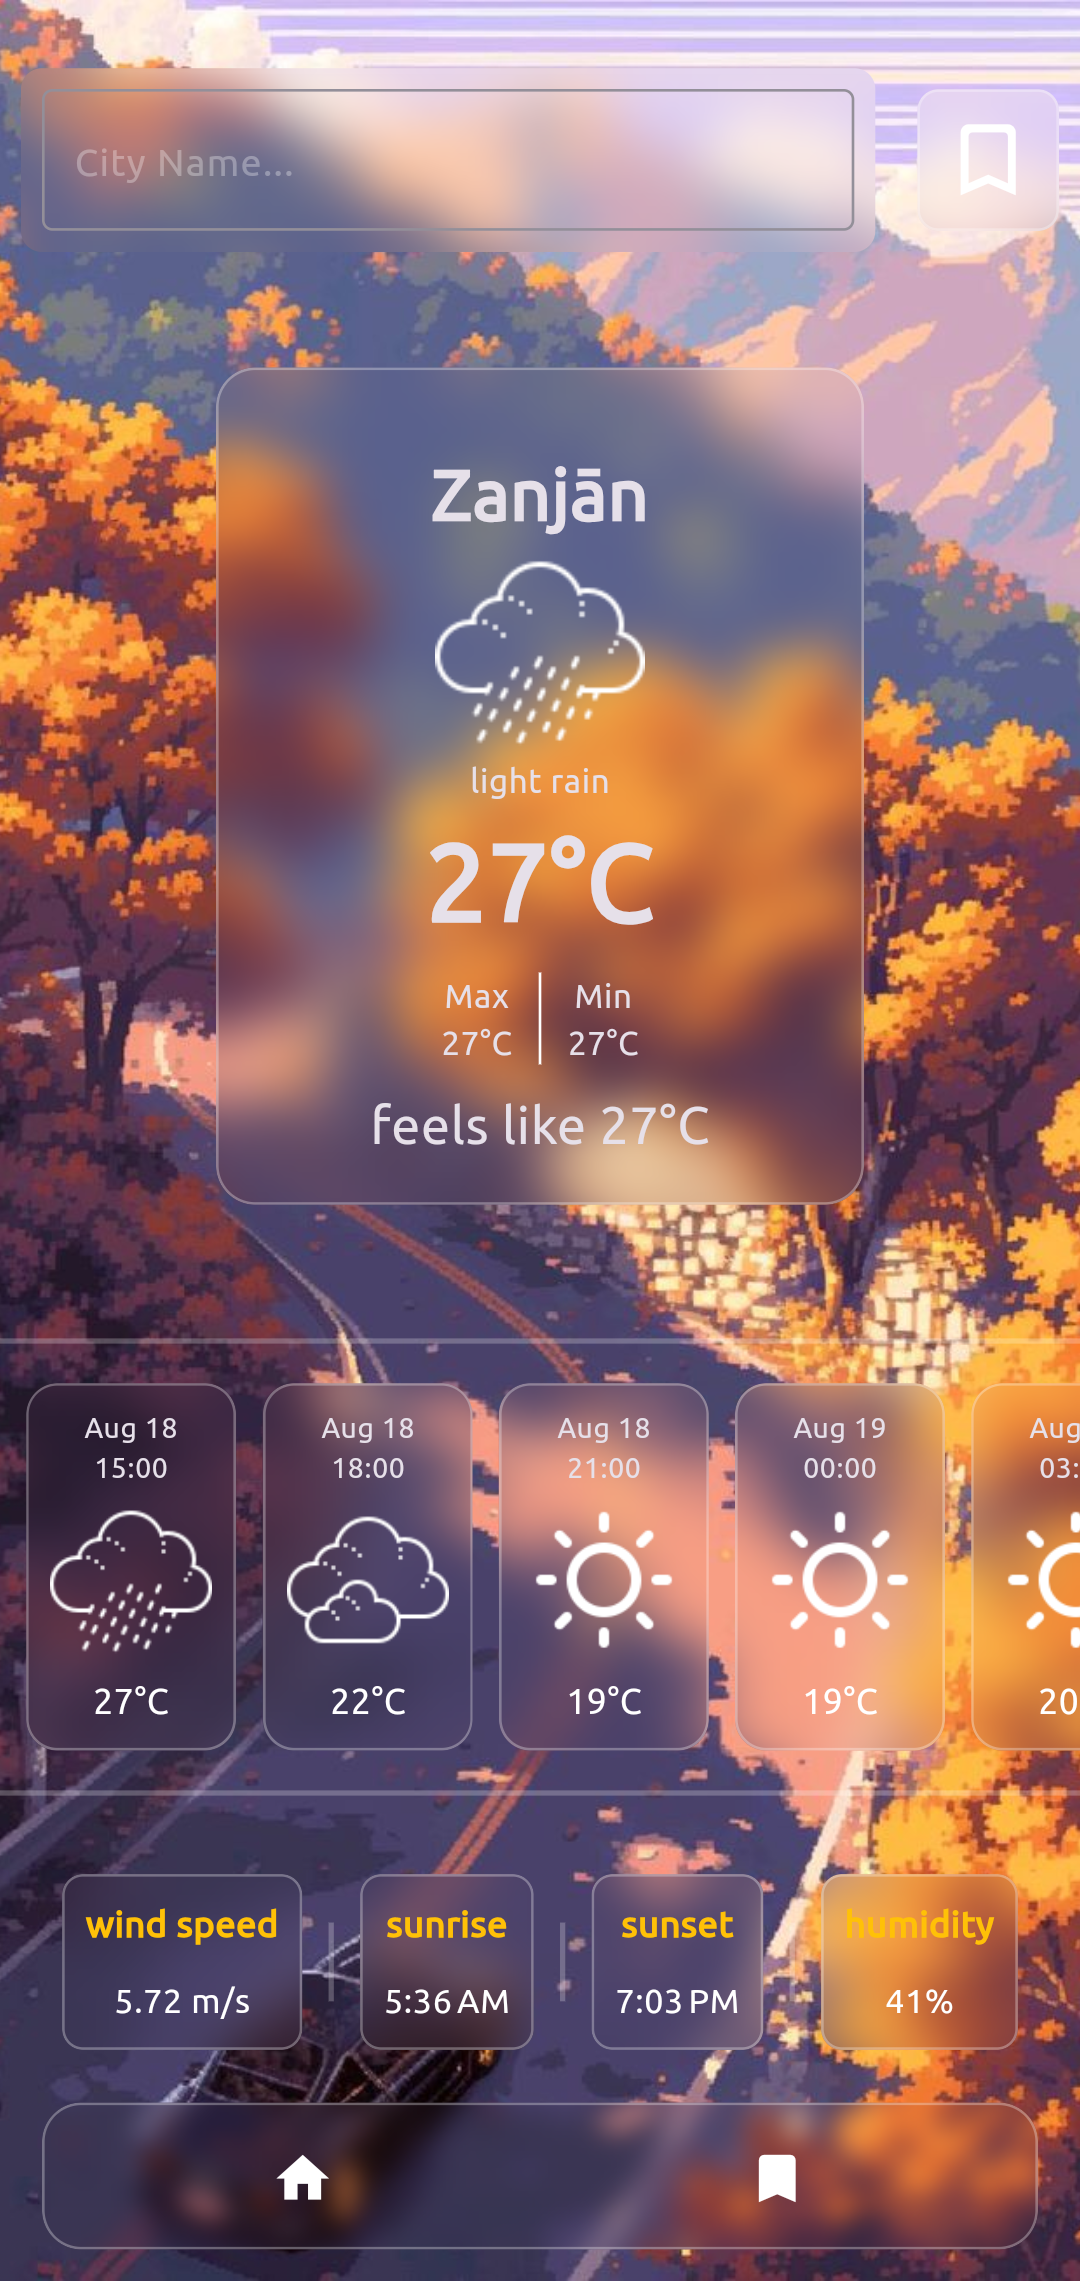 City Name...
Zanjān
light rain
27°C
Max Min
27°C 27°C
feels like 27°C
Aug 18 Aug 18 Aug 18 Aug 19 Aug
15:00 18:00 21:00 00:00 03:
27°C 22°C 19°C 19°C 20
wind speed sunrise sunset humidity
5.72 m/s 5:36 AM 7:03 PM 41%